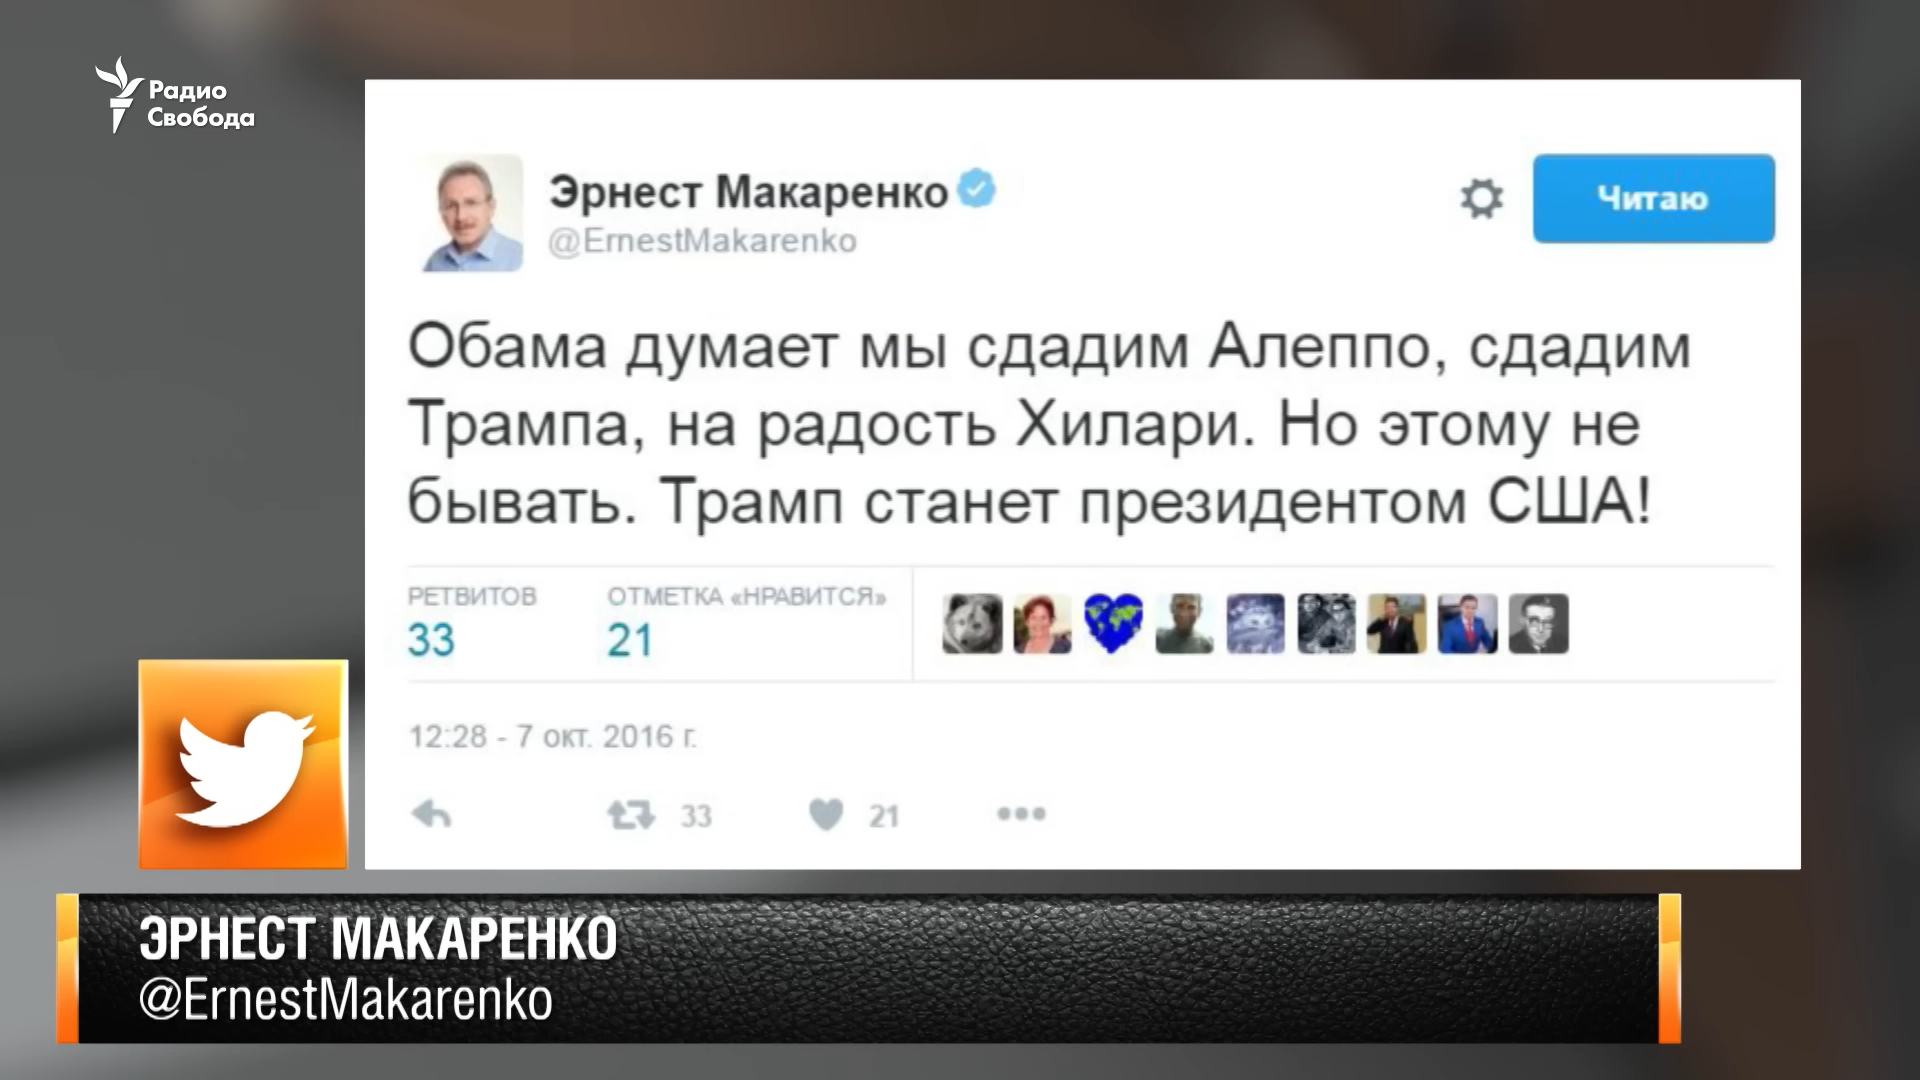 Радио
Свобода
Эрнест Макаренко
@ErnestMakarenko
Читаю
Обама думает мы сдадим Алеппо, сдадим
Трампа, на радость Хилари. Но этому не
бывать. Трамп станет президентом США!
РЕТВИТОВ
ОТМЕТКА «НРАВИТСЯ»
33
21
12:28 - 7 окт. 2016 г.
33
21
ЭРНЕСТ МАКАРЕНКО
@ErnestMakarenko